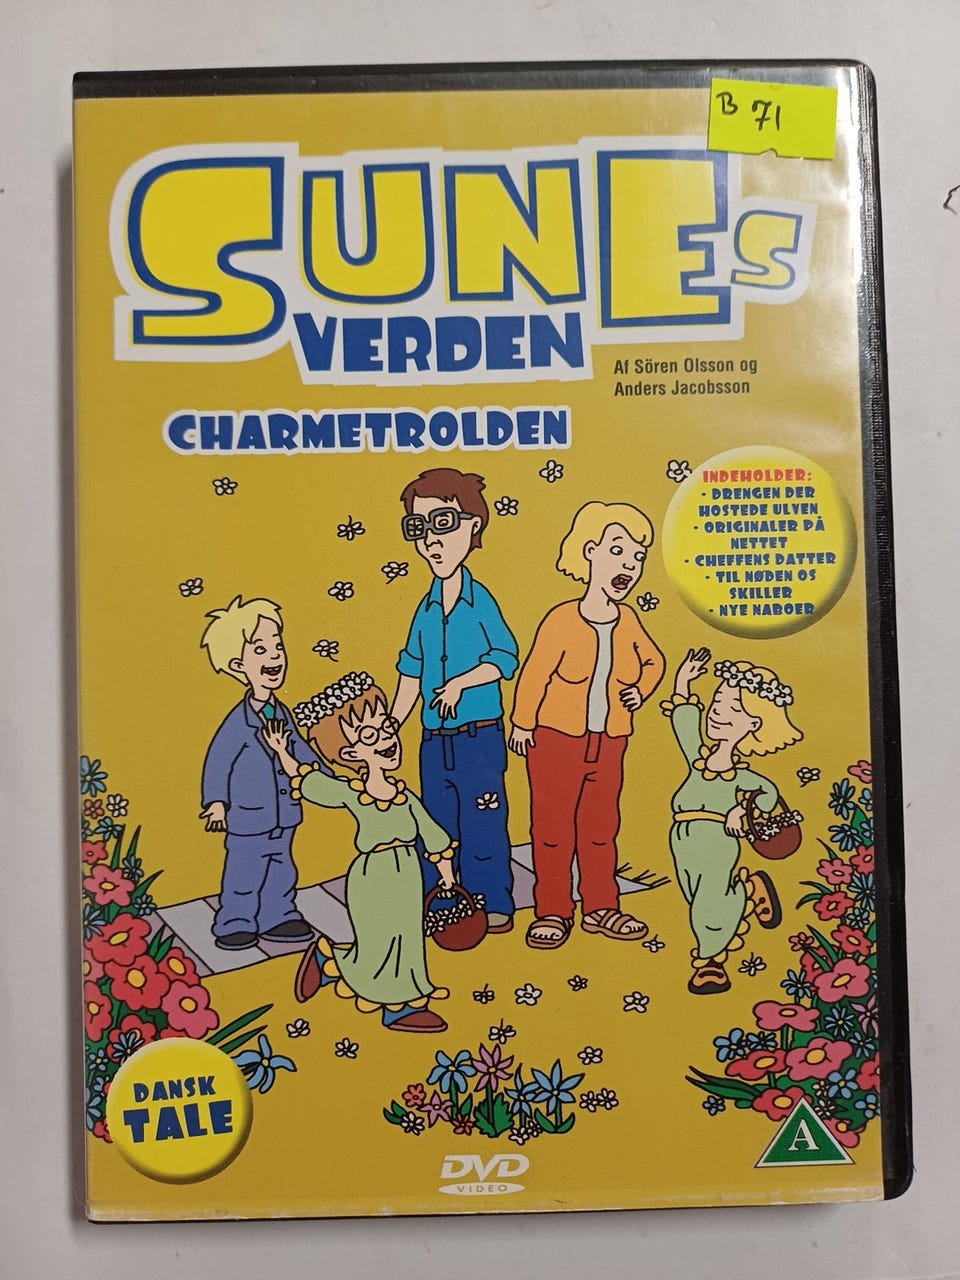 B 71
SUNEs
VERDEN
Af Sören Olsson og
Anders Jacobsson
CHARMETROLDEN
INDEHOLDER:
· DRENGEN DER
HOSTEDE ULVEN
· ORIGINALER PÅ
NETTET
· CHEFFENS DATTER
· TIL NØDEN OS
SKILLER
· NYE NABOER
DANSK
TALE
A
DVD
VIDEO